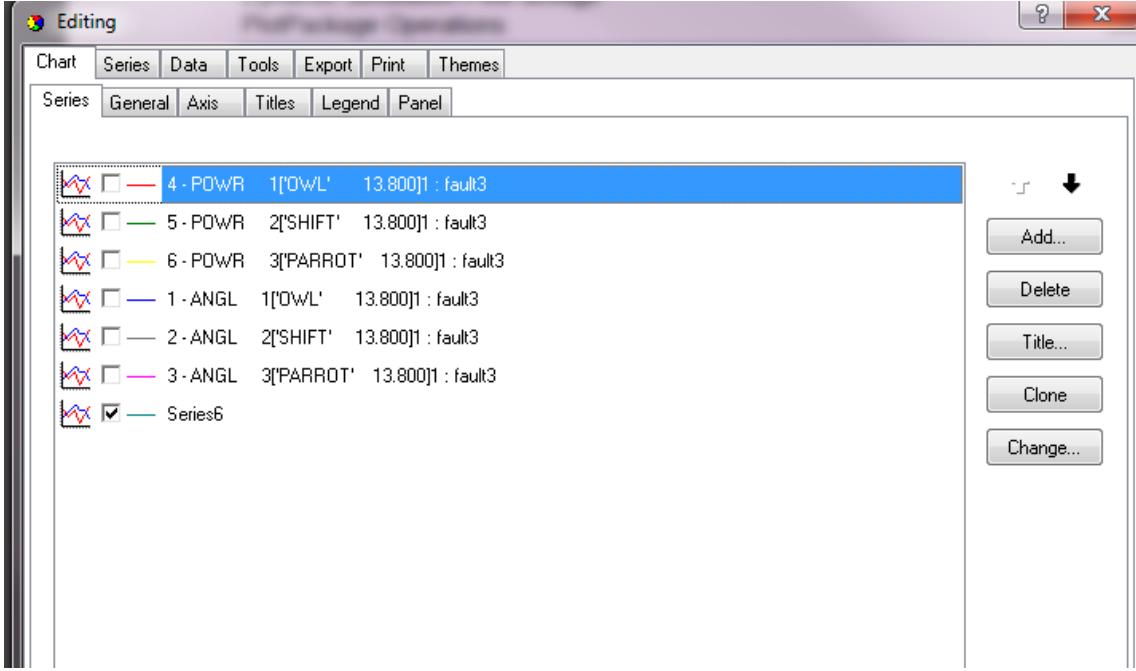 PlotPackage Operations
Editing
Chart Series Data Tools Export Print Themes
Series General Axis Titles Legend Panel
4 - POWR 1['OWL' 13.800]1 : fault3
5 - POWR 2['SHIFT' 13.800]1 : fault3
6 - POWR 3['PARROT' 13.800]1 : fault3
1 - ANGL 1['OWL' 13.800]1 : fault3
2 - ANGL 2['SHIFT' 13.800]1 : fault3
3 - ANGL 3['PARROT' 13.800]1 : fault3
Series6
Add...
Delete
Title...
Clone
Change...